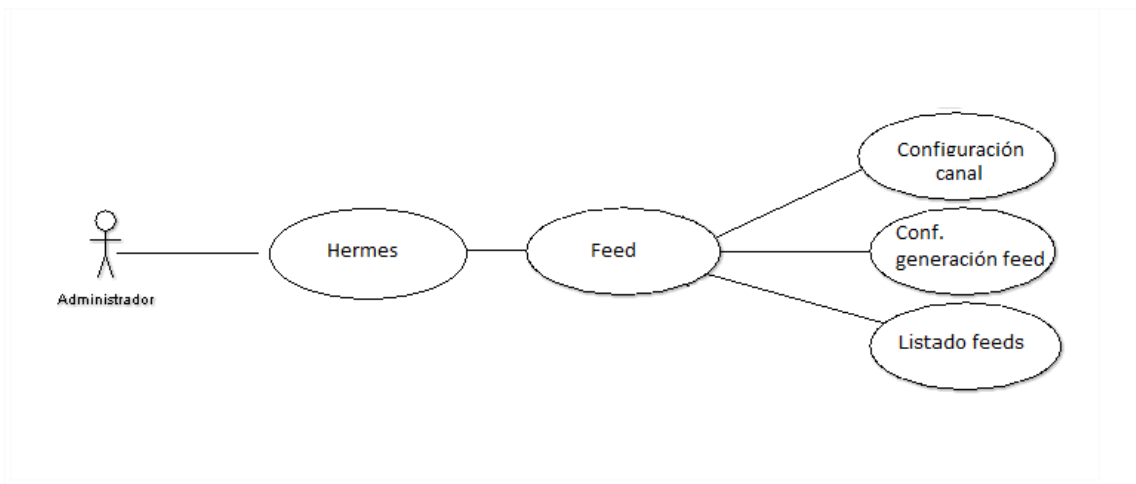 Administrador
Hermes
Feed
Configuración
canal
Conf.
generación feed
Listado feeds